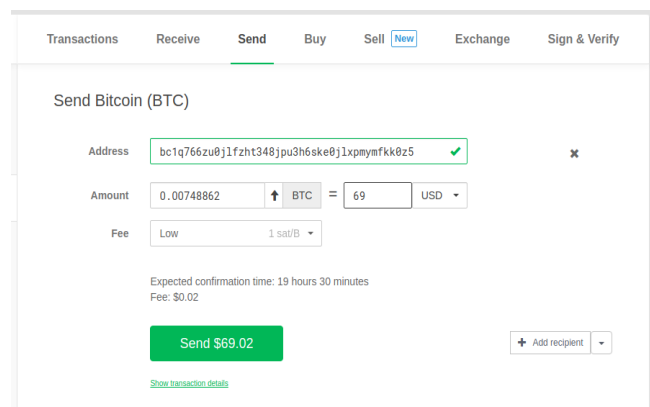 Transactions Receive Send Buy Sell New Exchange Sign & Verify
Send Bitcoin (BTC)
Address bc1q766zu0jlfzht348jpu3h6ske0jlxpmymfkk0z5
Amount 0.00748862 BTC = 69 USD
Fee Low 1 sat/B
Expected confirmation time: 19 hours 30 minutes
Fee: $0.02
Send $69.02 Add recipient
Show transaction details